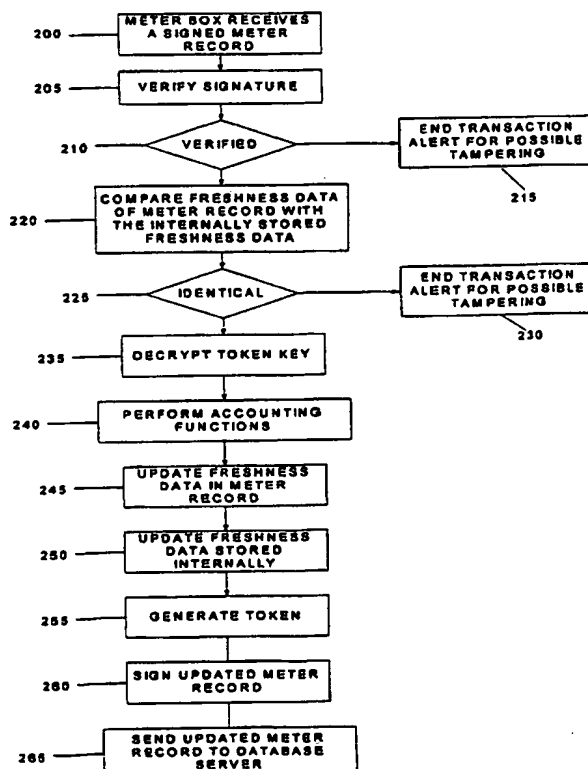 200
METER BOX RECEIVES
A SIGNED METER
RECORD
205
VERIFY SIGNATURE
210
VERIFIED
END TRANSACTION
ALERT FOR POSSIBLE
TAMPERING
215
220
COMPARE FRESHNESS DATA
OF METER RECORD WITH
THE INTERNALLY STORED
FRESHNESS DATA
225
IDENTICAL
END TRANSACTION
ALERT FOR POSSIBLE
TAMPERING
230
235
DECRYPT TOKEN KEY
240
PERFORM ACCOUNTING
FUNCTIONS
245
UPDATE FRESHNESS
DATA IN METER
RECORD
250
UPDATE FRESHNESS
DATA STORED
INTERNALLY
255
GENERATE TOKEN
260
SIGN UPDATED METER
RECORD
265
SEND UPDATED METER
RECORD TO DATABASE
SERVER